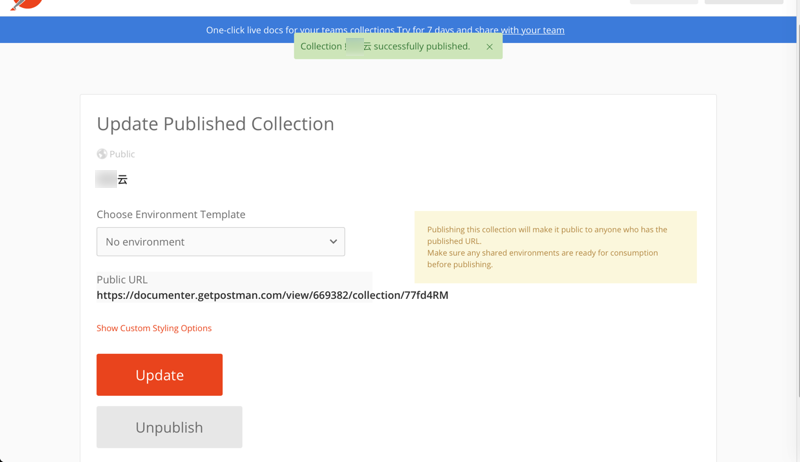 One-click live docs for your teams collections Try for 7 days and share with your team
Collection 云 successfully published. ×
Update Published Collection
Public
云
Choose Environment Template
No environment
Publishing this collection will make it public to anyone who has the
published URL.
Make sure any shared environments are ready for consumption
before publishing.
Public URL
https://documenter.getpostman.com/view/669382/collection/77fd4RM
Show Custom Styling Options
Update
Unpublish